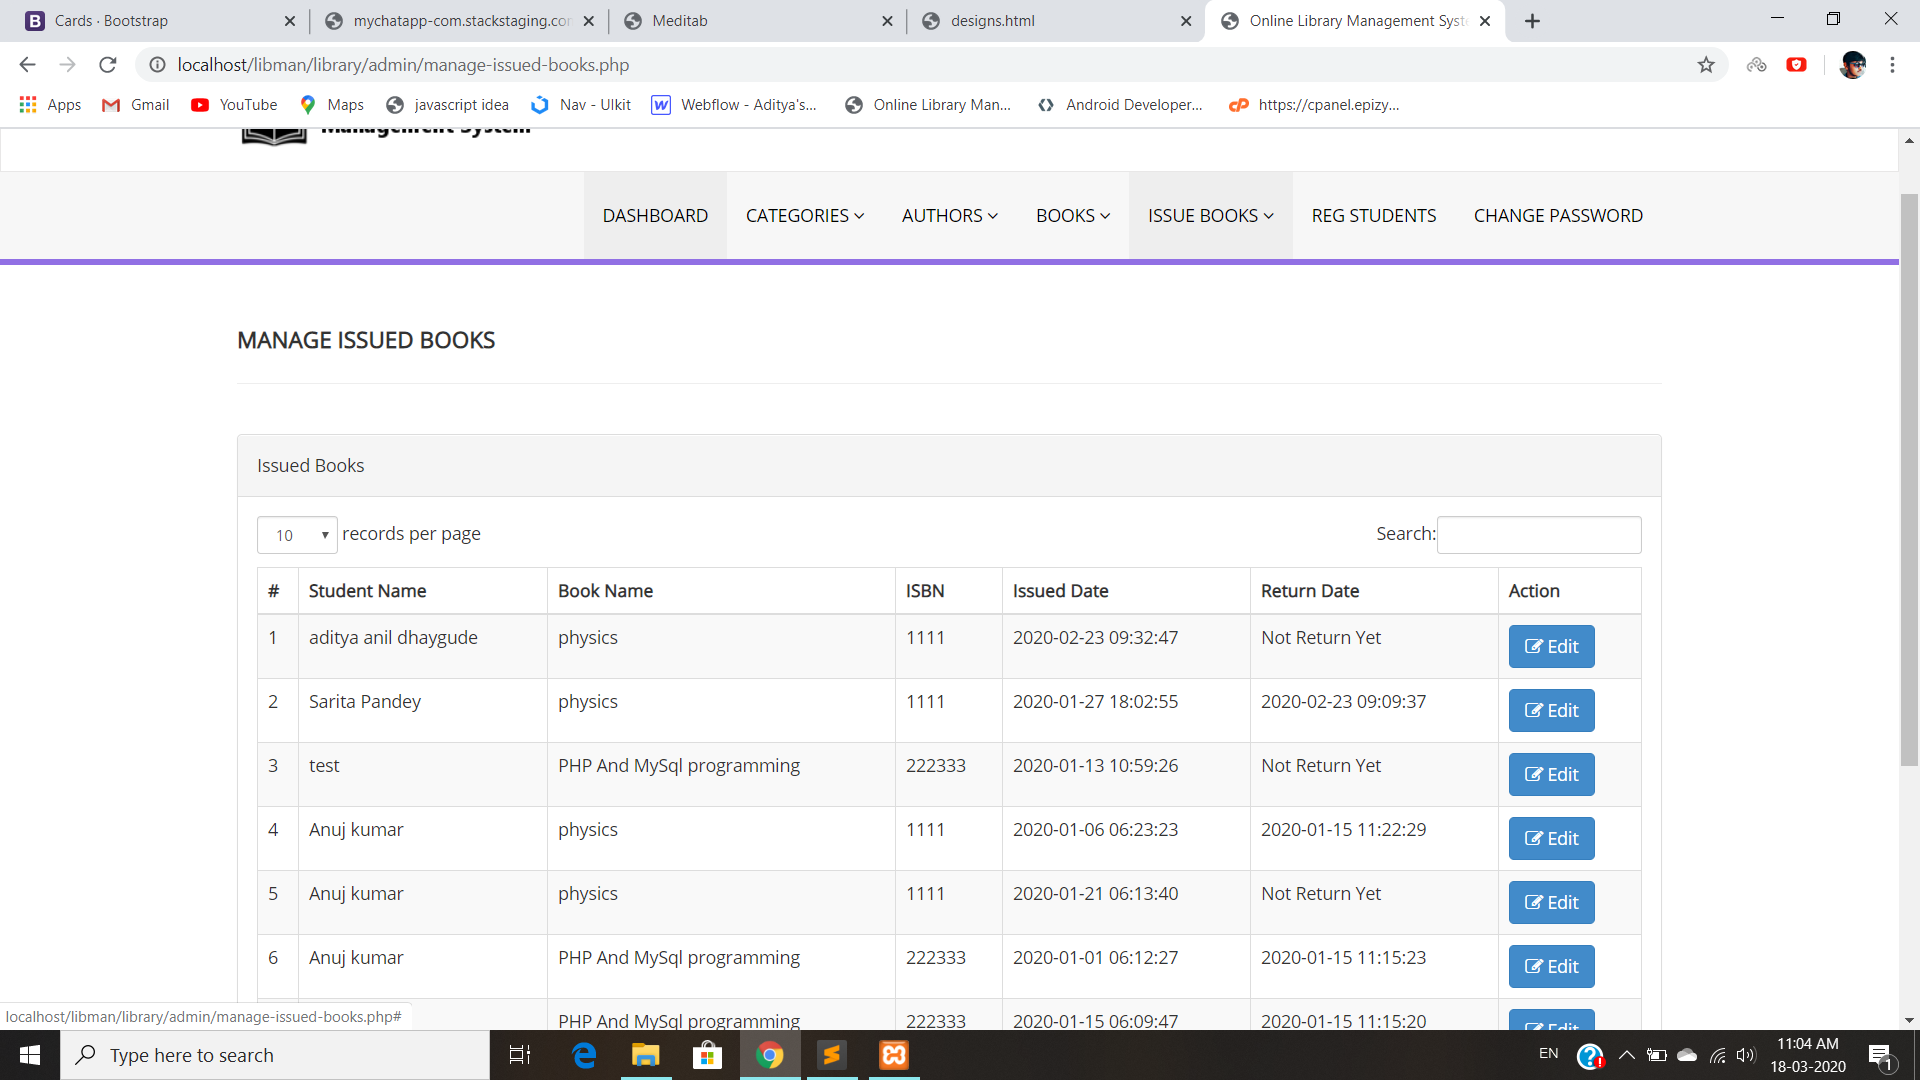 Cards · Bootstrap
mychatapp-com.stackstaging.con
Meditab
designs.html
Online Library Management Syst
localhost/libman/library/admin/manage-issued-books.php
Apps
Gmail
YouTube
Maps
javascript idea
Nav - UIkit
Webflow - Aditya's...
Online Library Man...
Android Developer...
https://cpanel.epizy...
Management System
DASHBOARD
CATEGORIES
AUTHORS
BOOKS
ISSUE BOOKS
REG STUDENTS
CHANGE PASSWORD
MANAGE ISSUED BOOKS
Issued Books
10 records per page
Search:
# Student Name Book Name ISBN Issued Date Return Date Action
1 aditya anil dhaygude physics 1111 2020-02-23 09:32:47 Not Return Yet Edit
2 Sarita Pandey physics 1111 2020-01-27 18:02:55 2020-02-23 09:09:37 Edit
3 test PHP And MySql programming 222333 2020-01-13 10:59:26 Not Return Yet Edit
4 Anuj kumar physics 1111 2020-01-06 06:23:23 2020-01-15 11:22:29 Edit
5 Anuj kumar physics 1111 2020-01-21 06:13:40 Not Return Yet Edit
6 Anuj kumar PHP And MySql programming 222333 2020-01-01 06:12:27 2020-01-15 11:15:23 Edit
PHP And MySql programming 222333 2020-01-15 06:09:47 2020-01-15 11:15:20 Edit
localhost/libman/library/admin/manage-issued-books.php#
Type here to search
EN
11:04 AM
18-03-2020
1